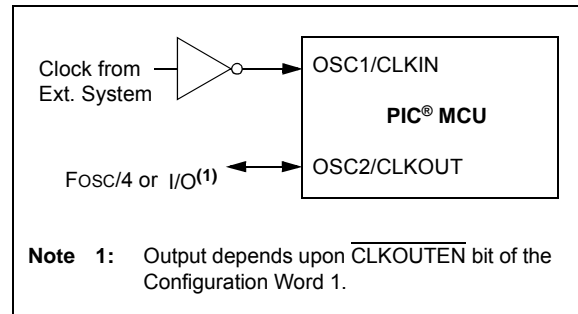 Clock from
Ext. System
OSC1/CLKIN
PIC® MCU
FOSC/4 or I/O(1)
OSC2/CLKOUT
Note 1: Output depends upon CLKOUTEN bit of the
Configuration Word 1.